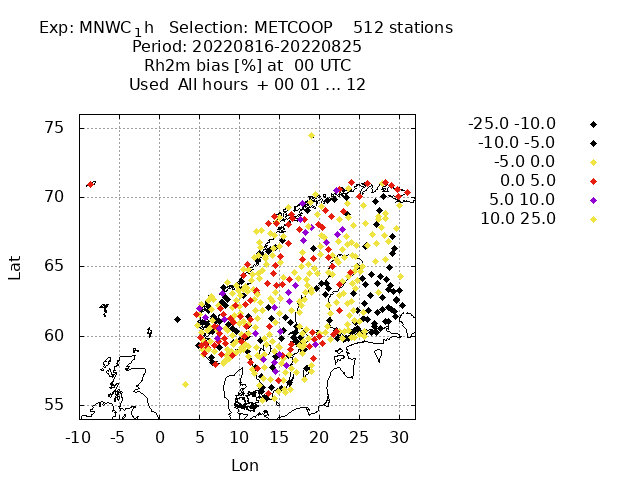 Exp: MNWC1h   Selection: METCOOP    512 stations
Period: 20220816-20220825
Rh2m bias [%] at  00 UTC
Used  All hours  + 00 01 ... 12
-25.0 -10.0
-10.0 -5.0
-5.0 0.0
0.0 5.0
5.0 10.0
10.0 25.0
75
70
65
60
55
Lat
-10 -5 0 5 10 15 20 25 30
Lon